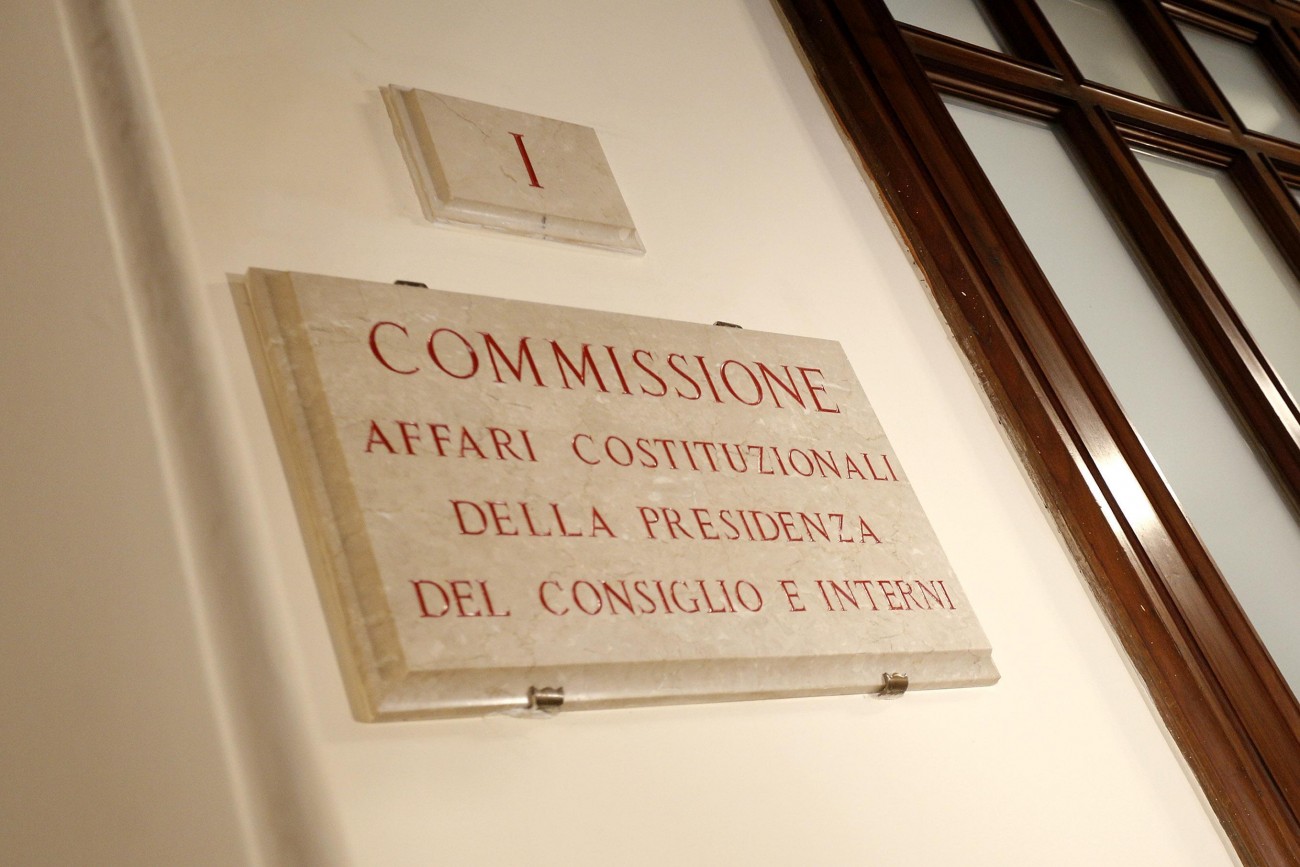 I
COMMISSIONE
AFFARI COSTITUZIONALI
DELLA PRESIDENZA
DEL CONSIGLIO E INTERNI